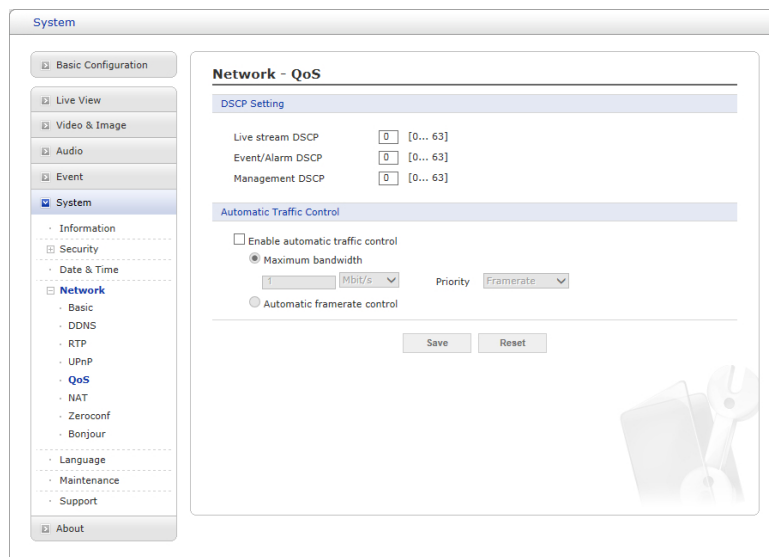 System
Basic Configuration
Live View
Video & Image
Audio
Event
System
Information
Security
Date & Time
Network
Basic
DDNS
RTP
UPnP
QoS
NAT
Zeroconf
Bonjour
Language
Maintenance
Support
About
Network - QoS
DSCP Setting
Live stream DSCP 0 [0... 63]
Event/Alarm DSCP 0 [0... 63]
Management DSCP 0 [0... 63]
Automatic Traffic Control
Enable automatic traffic control
Maximum bandwidth
1 Mbit/s Priority Framerate
Automatic framerate control
Save Reset